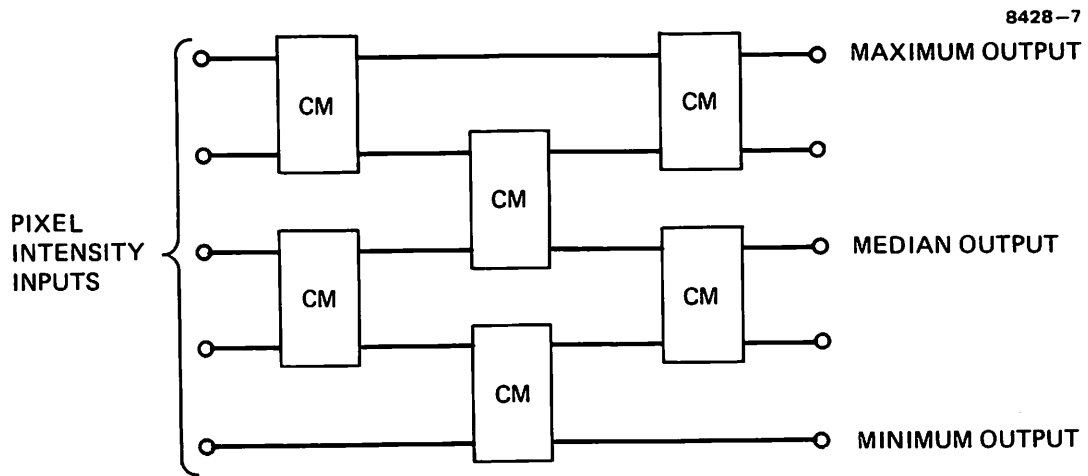 8428-7
MAXIMUM OUTPUT
CM
CM
CM
PIXEL
INTENSITY
INPUTS
MEDIAN OUTPUT
CM
CM
CM
MINIMUM OUTPUT